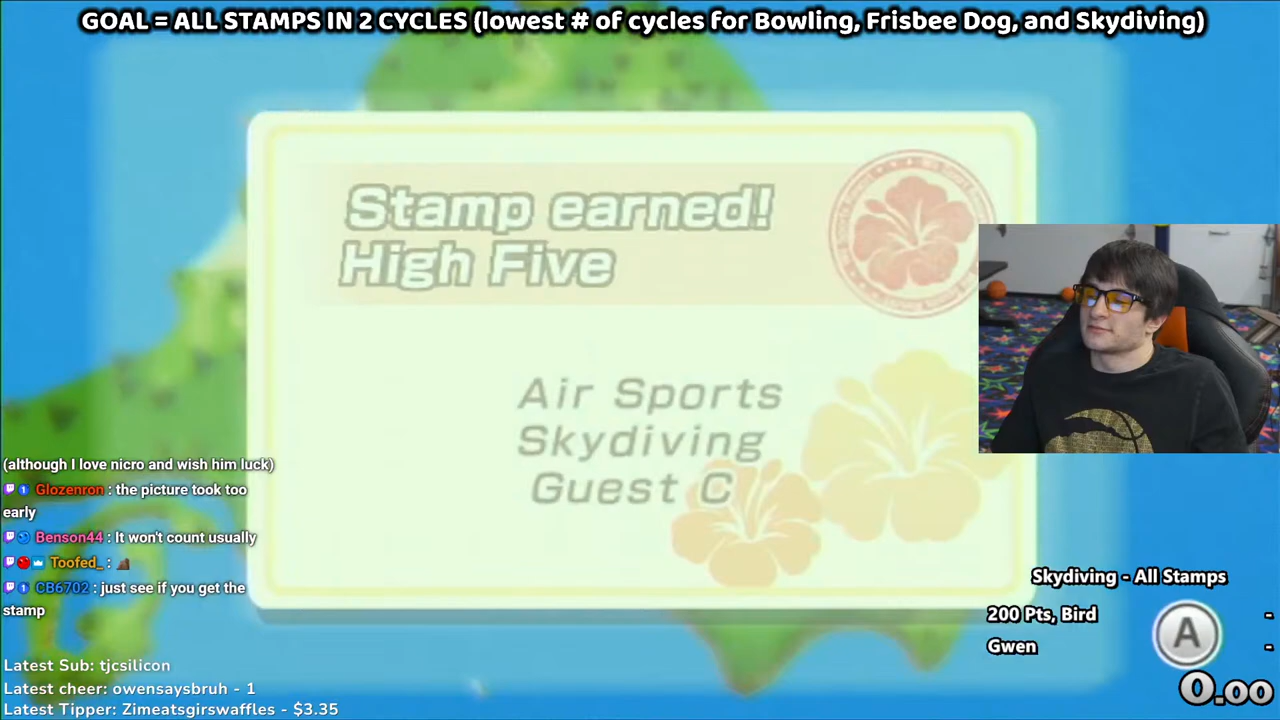 GOAL = ALL STAMPS IN 2 CYCLES (lowest # of cycles for Bowling, Frisbee Dog, and Skydiving)
Stamp earned!
High Five
Air Sports
Skydiving
Guest C
(although I love nicro and wish him luck)
Glozenron : the picture took too
early
Benson44 : It won't count usually
Toofed_ :
CB6702 : just see if you get the
stamp
Latest Sub: tjcsilicon
Latest cheer: owensaysbruh - 1
Latest Tipper: Zimeatsgirswaffles - $3.35
Skydiving - All Stamps
200 Pts, Bird -
Gwen -
A
0.00